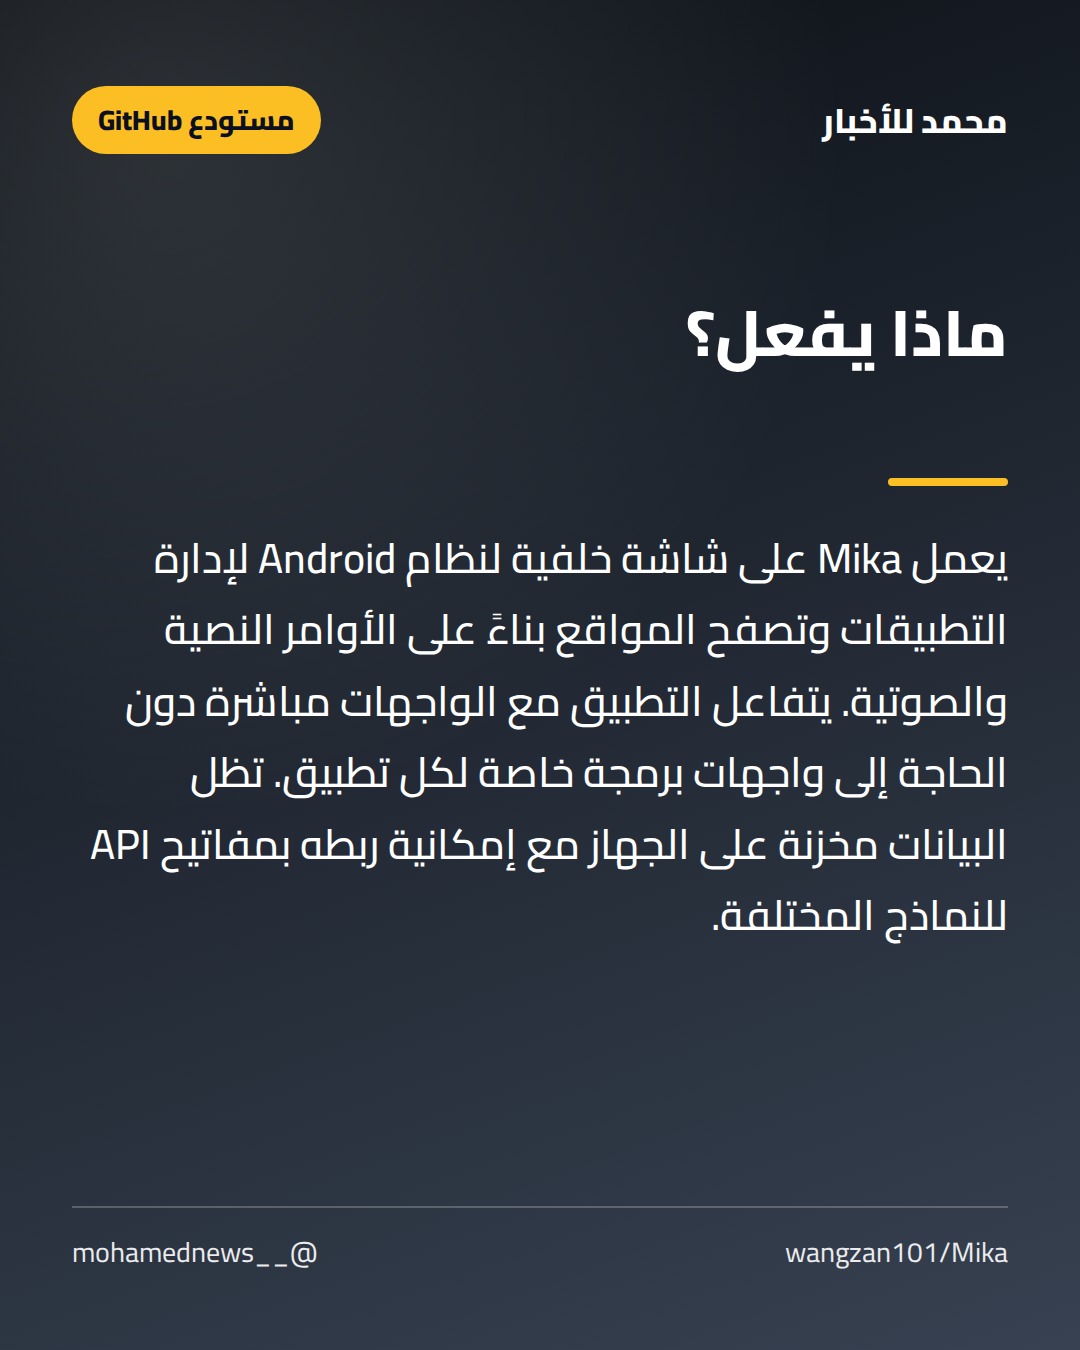 محمد للأخبار
مستودع GitHub
ماذا يفعل؟
يعمل Mika على شاشة خلفية لنظام Android لإدارة
التطبيقات وتصفح المواقع بناءً على الأوامر النصية
والصوتية. يتفاعل التطبيق مع الواجهات مباشرة دون
الحاجة إلى واجهات برمجة خاصة لكل تطبيق. تظل
البيانات مخزنة على الجهاز مع إمكانية ربطه بمفاتيح API
للنماذج المختلفة.
wangzan101/Mika
mohamednews__@